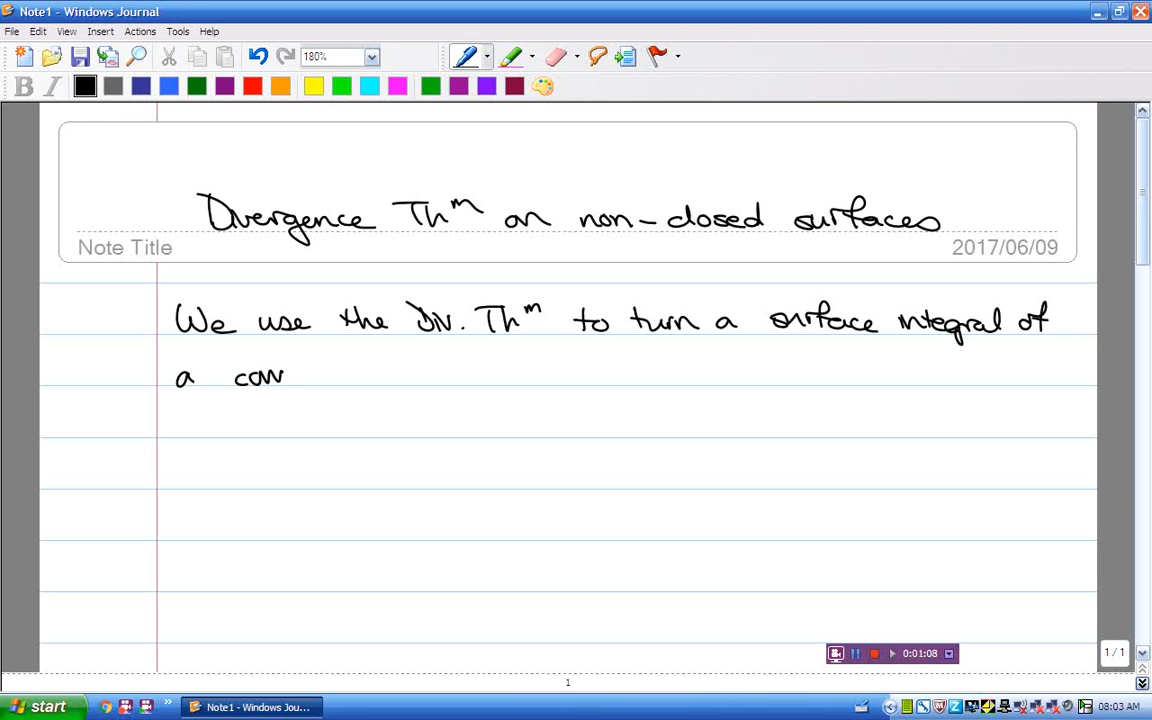 Note1 - Windows Journal
File Edit View Insert Actions Tools Help
180%
B I
Divergence Thm on non-closed surfaces
Note Title 2017/06/09
We use the Div. Thm to turn a surface integral of
a
0:01:08
1 / 1
1
start Note1 - Windows Jou... 08:03 AM